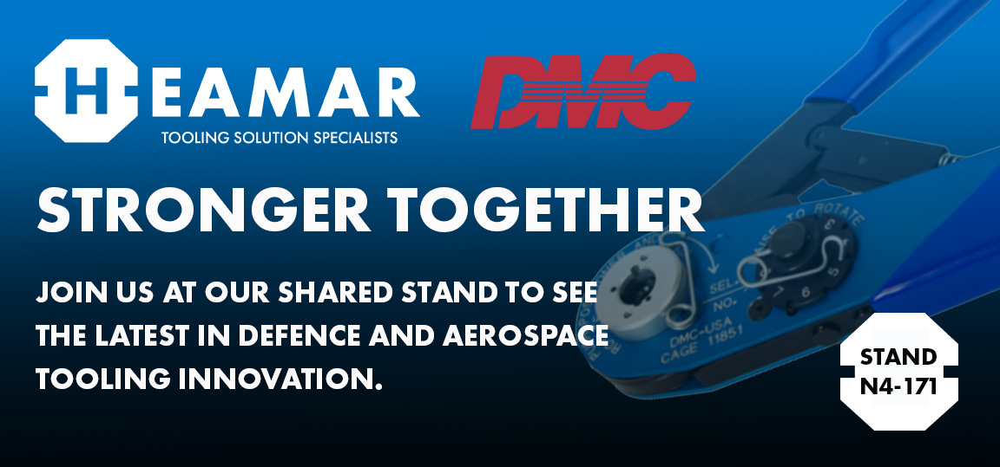 HEAMAR
TOOLING SOLUTION SPECIALISTS
DMC
STRONGER TOGETHER
JOIN US AT OUR SHARED STAND TO SEE
THE LATEST IN DEFENCE AND AEROSPACE
TOOLING INNOVATION.
TO ROTATE
3
5
6
7
SEL.
NO.
DMC-USA
CAGE 11851
STAND
N4-171